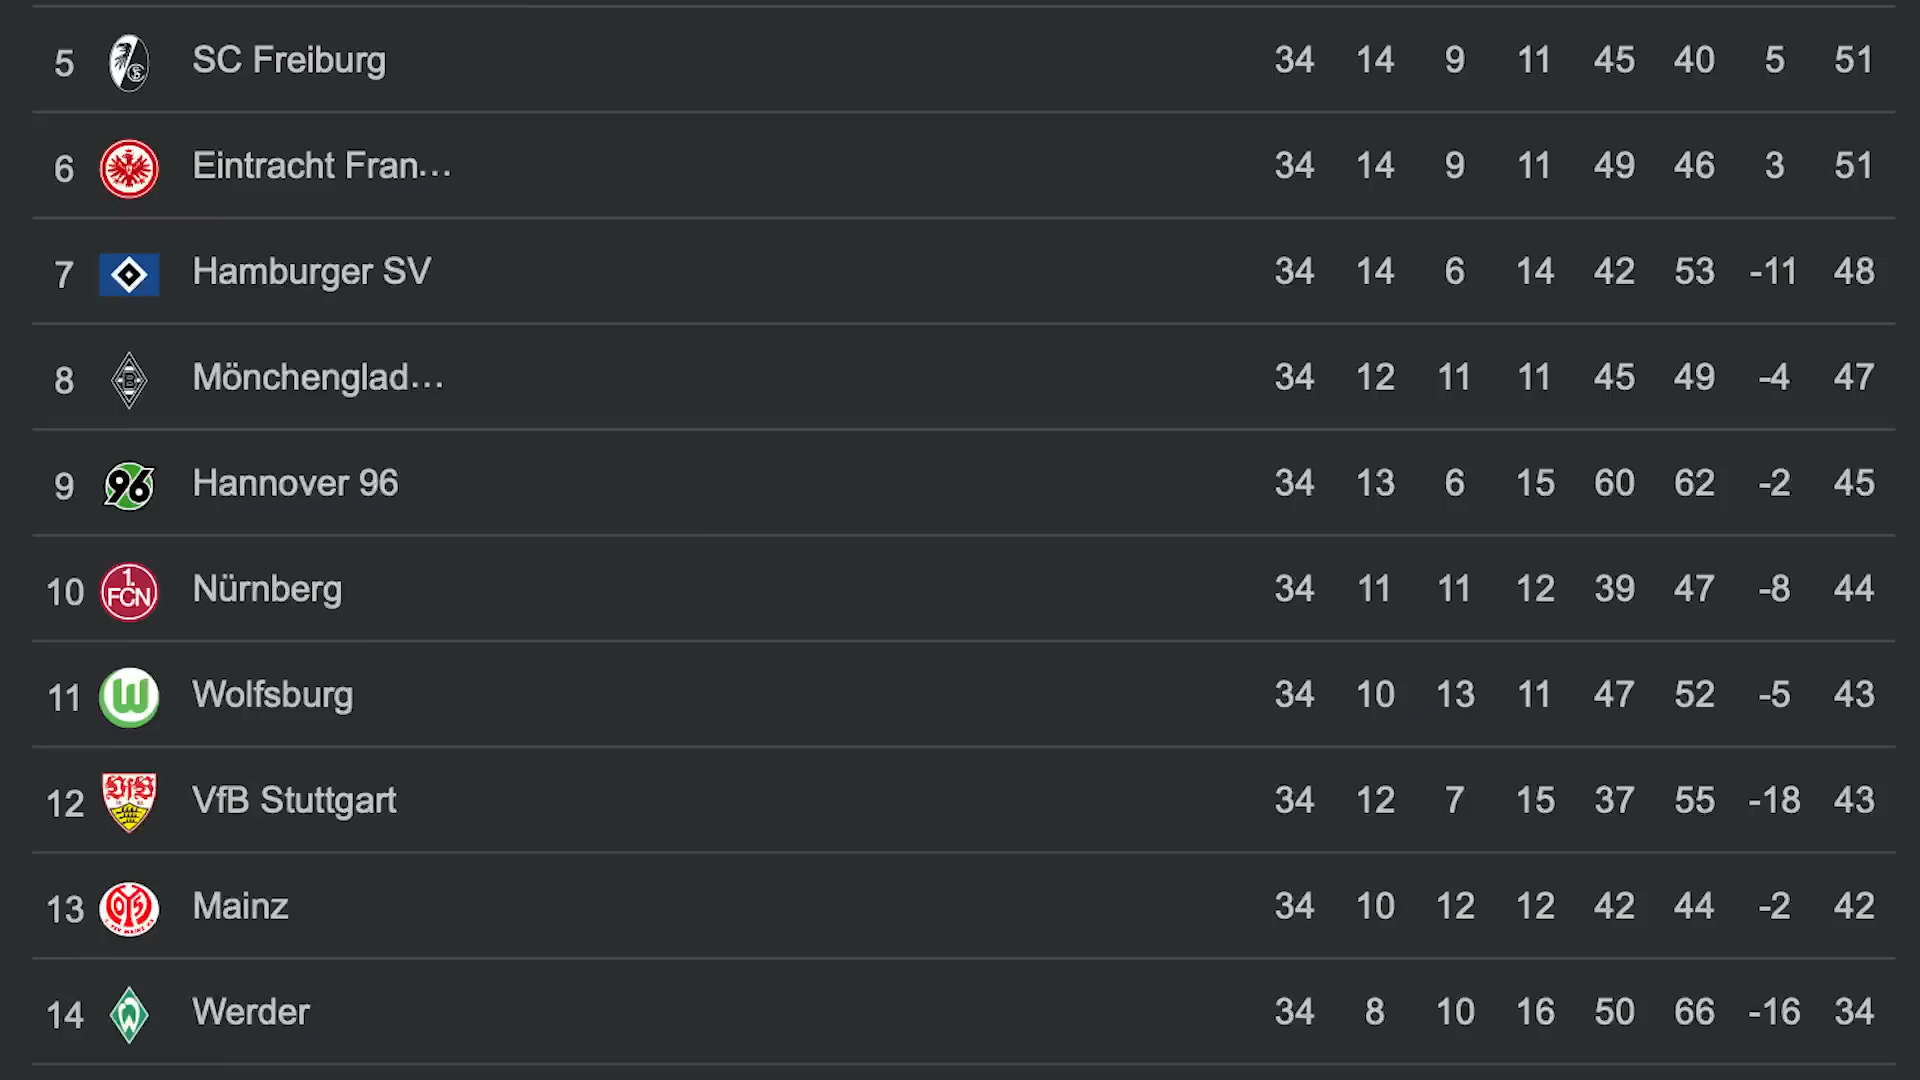 5 SC Freiburg 34 14 9 11 45 40 5 51
6 Eintracht Fran... 34 14 9 11 49 46 3 51
7 Hamburger SV 34 14 6 14 42 53 -11 48
8 B Mönchenglad... 34 12 11 11 45 49 -4 47
9 96 Hannover 96 34 13 6 15 60 62 -2 45
10 1. FCN Nürnberg 34 11 11 12 39 47 -8 44
11 W Wolfsburg 34 10 13 11 47 52 -5 43
12 VfB VfB Stuttgart 34 12 7 15 37 55 -18 43
13 Mainz 34 10 12 12 42 44 -2 42
14 W Werder 34 8 10 16 50 66 -16 34